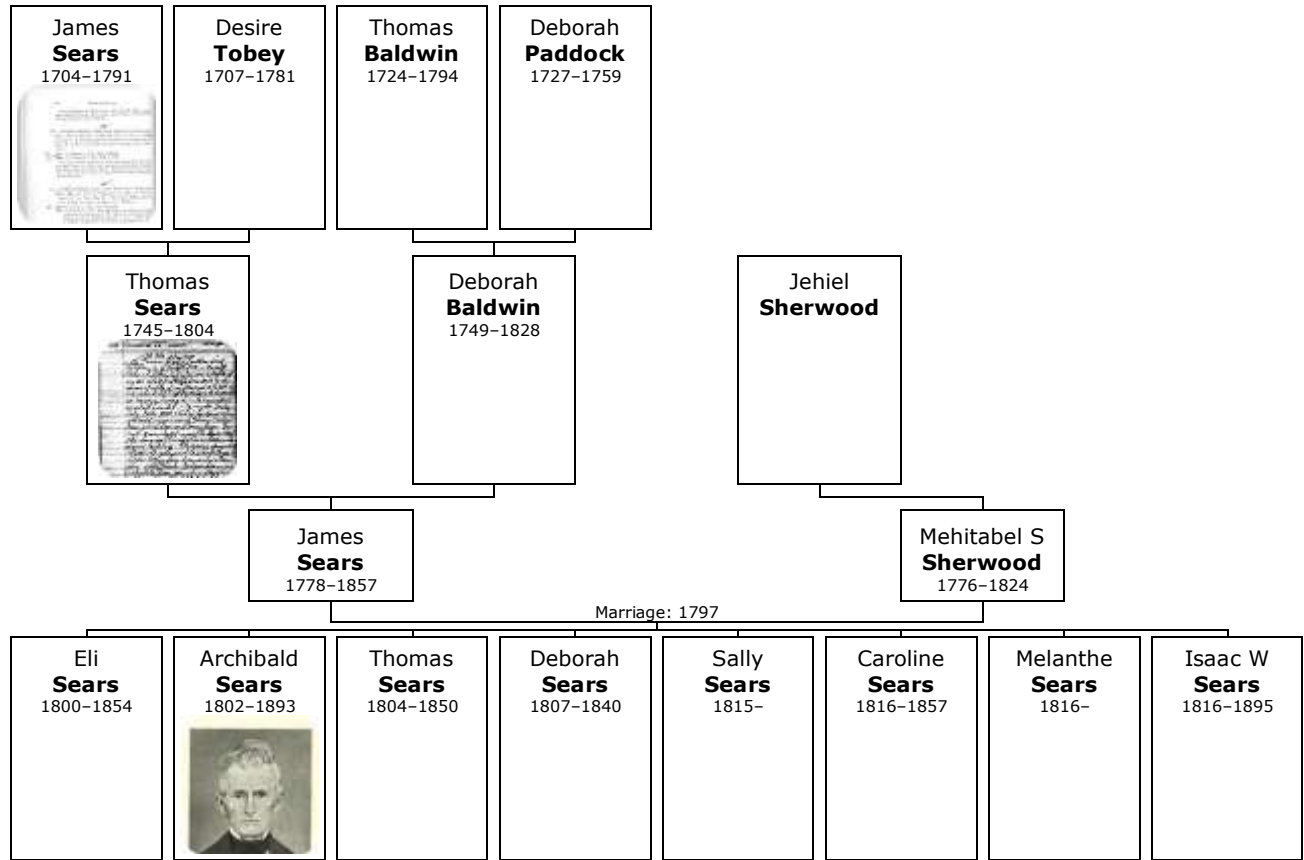 James
Sears
1704–1791
Desire
Tobey
1707–1781
Thomas
Baldwin
1724–1794
Deborah
Paddock
1727–1759
Thomas
Sears
1745–1804
Deborah
Baldwin
1749–1828
Jehiel
Sherwood
James
Sears
1778–1857
Mehitabel S
Sherwood
1776–1824
Marriage: 1797
Eli
Sears
1800–1854
Archibald
Sears
1802–1893
Thomas
Sears
1804–1850
Deborah
Sears
1807–1840
Sally
Sears
1815–
Caroline
Sears
1816–1857
Melanthe
Sears
1816–
Isaac W
Sears
1816–1895